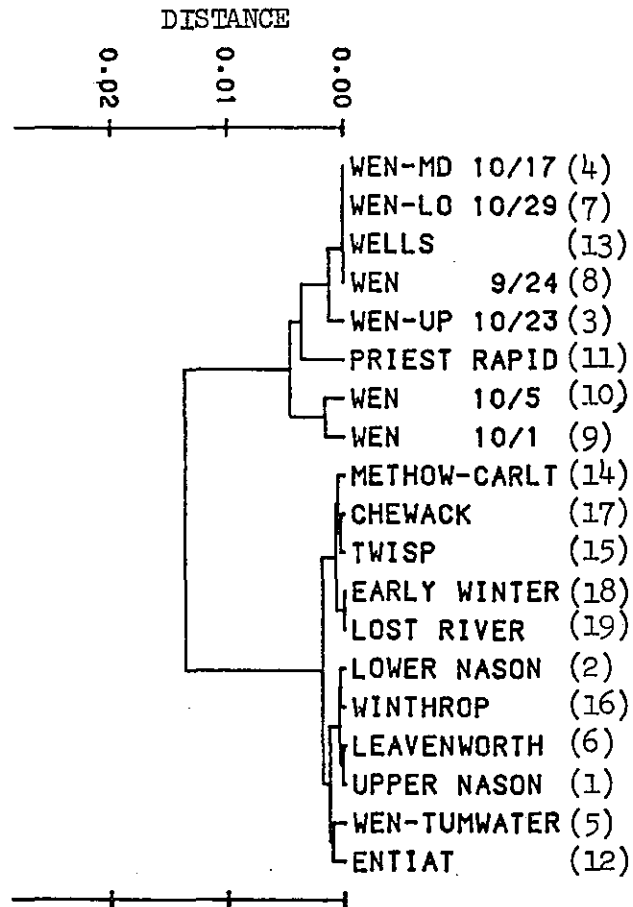 DISTANCE
0.02 0.01 0.00
WEN-MD 10/17 (4)
WEN-LO 10/29 (7)
WELLS (13)
WEN 9/24 (8)
WEN-UP 10/23 (3)
PRIEST RAPID (11)
WEN 10/5 (10)
WEN 10/1 (9)
METHOW-CARLT (14)
CHEWACK (17)
TWISP (15)
EARLY WINTER (18)
LOST RIVER (19)
LOWER NASON (2)
WINTHROP (16)
LEAVENWORTH (6)
UPPER NASON (1)
WEN-TUMWATER (5)
ENTIAT (12)